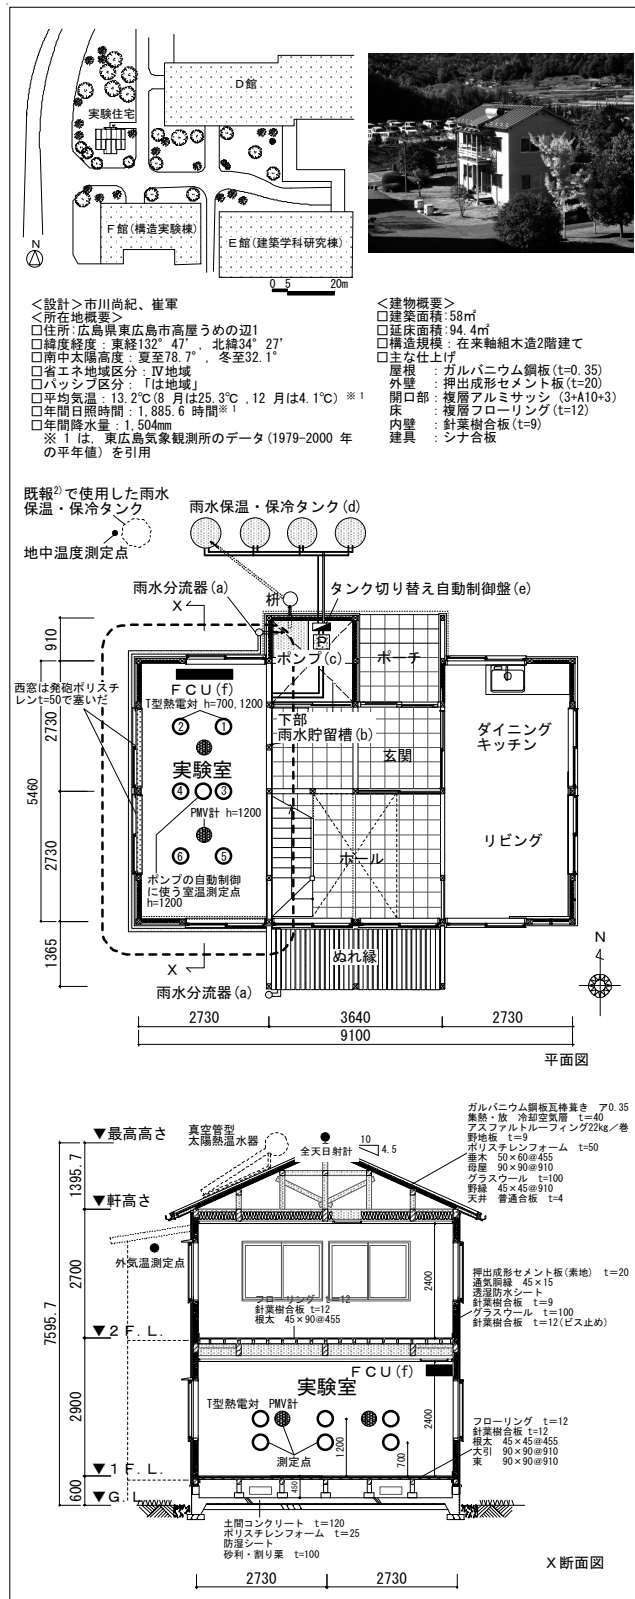 D館
実験住宅
F館(構造実験棟)
E館(建築学科研究棟)
N
0 5 20m
<設計>市川尚紀、崔軍
<所在地概要>
□住所:広島県東広島市高屋うめの辺1
□緯度経度:東経132°47′, 北緯34°27′
□南中太陽高度:夏至78.7°, 冬至32.1°
□省エネ地域区分:Ⅳ地域
□パッシブ区分:「は地域」
□平均気温:13.2℃(8 月は25.3℃ ,12 月は4.1℃)※1
□年間日照時間:1,885.6 時間※1
□年間降水量:1,504mm
※ 1 は, 東広島気象観測所のデータ(1979-2000 年
の平年値) を引用
<建物概要>
□建築面積:58㎡
□延床面積:94.4㎡
□構造規模:在来軸組木造2階建て
□主な仕上げ
屋根 :ガルバニウム鋼板(t=0.35)
外壁 :押出成形セメント板(t=20)
開口部:複層アルミサッシ(3+A10+3)
床 :複層フローリング(t=12)
内壁 :針葉樹合板(t=9)
建具 :シナ合板
既報2)で使用した雨水
保温・保冷タンク
地中温度測定点
雨水保温・保冷タンク(d)
雨水分流器(a)
枡
タンク切り替え自動制御盤(e)
X
ポンプ(c)
ポーチ
西窓は発砲ポリスチ
レンt=50で塞いだ
FCU(f)
T型熱電対 h=700,1200
② ①
下部
雨水貯留槽(b)
玄関
ダイニング
キッチン
実験室
④ ③
PMV計 h=1200
⑥ ⑤
ホール
リビング
ポンプの自動制御
に使う室温測定点
h=1200
X
雨水分流器(a)
ぬれ縁
N
910
2730
5460
2730
1365
2730 3640 2730
9100
平面図
▼最高高さ
真空管型
太陽熱温水器
全天日射計
10
4.5
ガルバニウム鋼板瓦棒葺き ア0.35
集熱・放 冷却空気層 t=40
アスファルトルーフィング22kg/巻
野地板 t=9
ポリスチレンフォーム t=50
垂木 50×60@455
母屋 90×90@910
グラスウール t=100
野縁 45×45@910
天井 普通合板 t=4
▼軒高さ
外気温測定点
1395.7
2700
7595.7
2900
600
2400
フローリング t=12
針葉樹合板 t=12
根太 45×90@455
押出成形セメント板(素地) t=20
通気胴縁 45×15
透湿防水シート
針葉樹合板 t=9
グラスウール t=100
針葉樹合板 t=12(ビス止め)
▼2F.L.
FCU(f)
実験室
T型熱電対 PMV計
測定点
1200
700
2400
フローリング t=12
針葉樹合板 t=12
根太 45×45@455
大引 90×90@910
束 90×90@910
▼1F.L.
▼G.L.
450
土間コンクリート t=120
ポリスチレンフォーム t=25
防湿シート
砂利・割り栗 t=100
2730 2730
X断面図